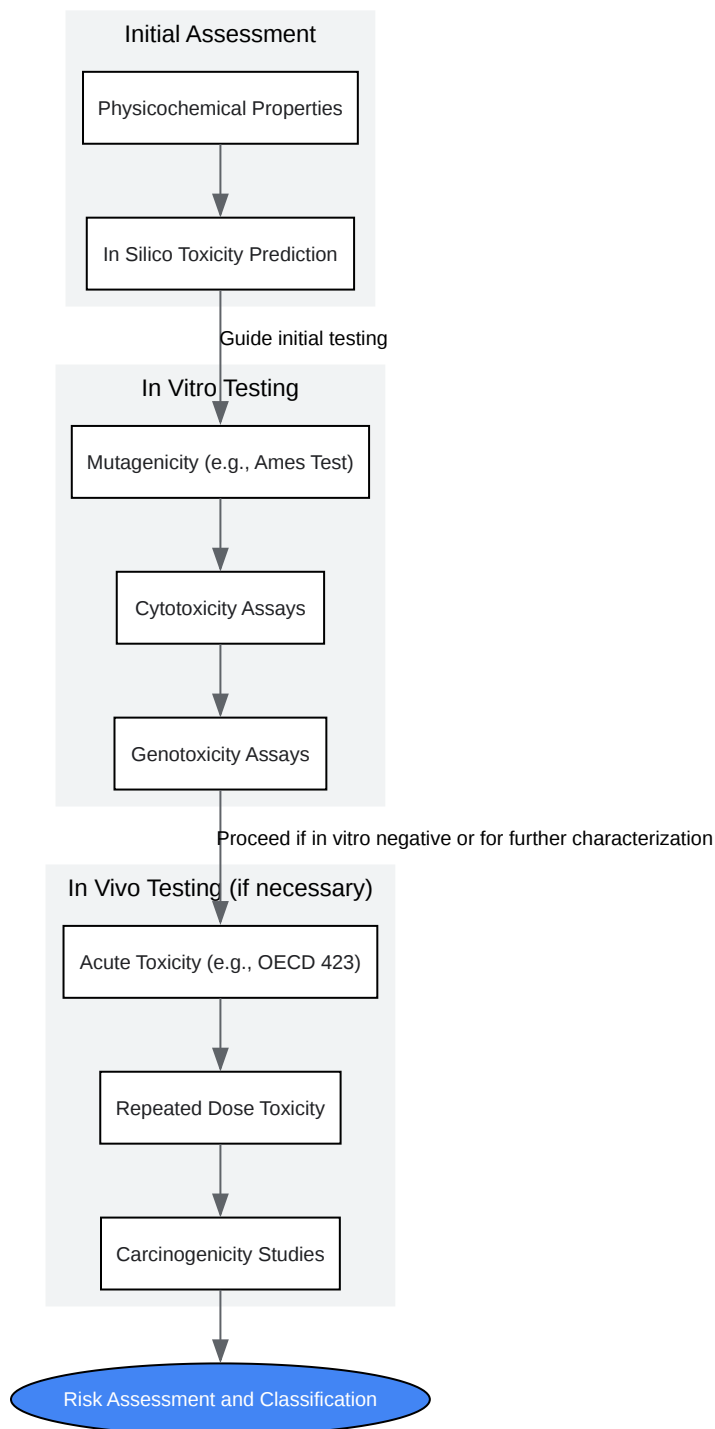 Initial Assessment
Physicochemical Properties
In Silico Toxicity Prediction
Guide initial testing
In Vitro Testing
Mutagenicity (e.g., Ames Test)
Cytotoxicity Assays
Genotoxicity Assays
Proceed if in vitro negative or for further characterization
In Vivo Testing (if necessary)
Acute Toxicity (e.g., OECD 423)
Repeated Dose Toxicity
Carcinogenicity Studies
Risk Assessment and Classification